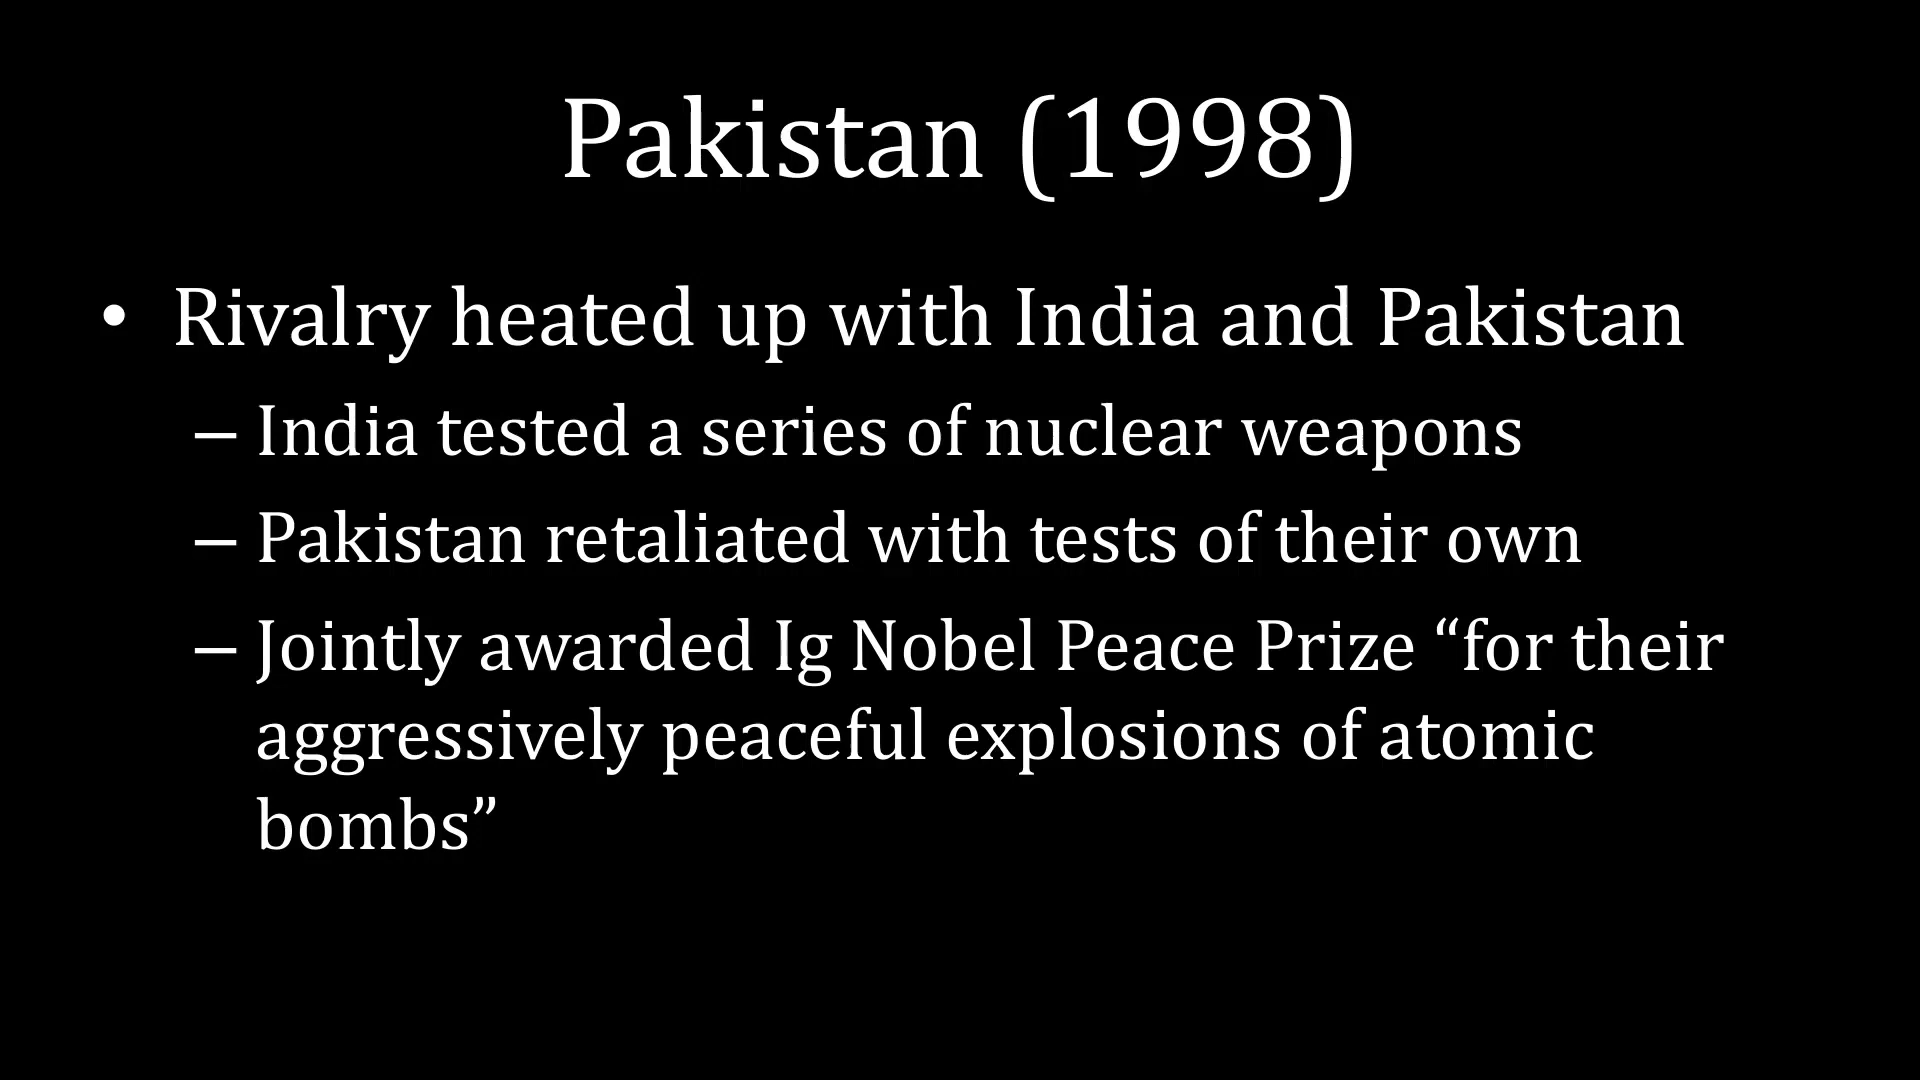 Pakistan (1998)
• Rivalry heated up with India and Pakistan
– India tested a series of nuclear weapons
– Pakistan retaliated with tests of their own
– Jointly awarded Ig Nobel Peace Prize “for their
aggressively peaceful explosions of atomic
bombs”